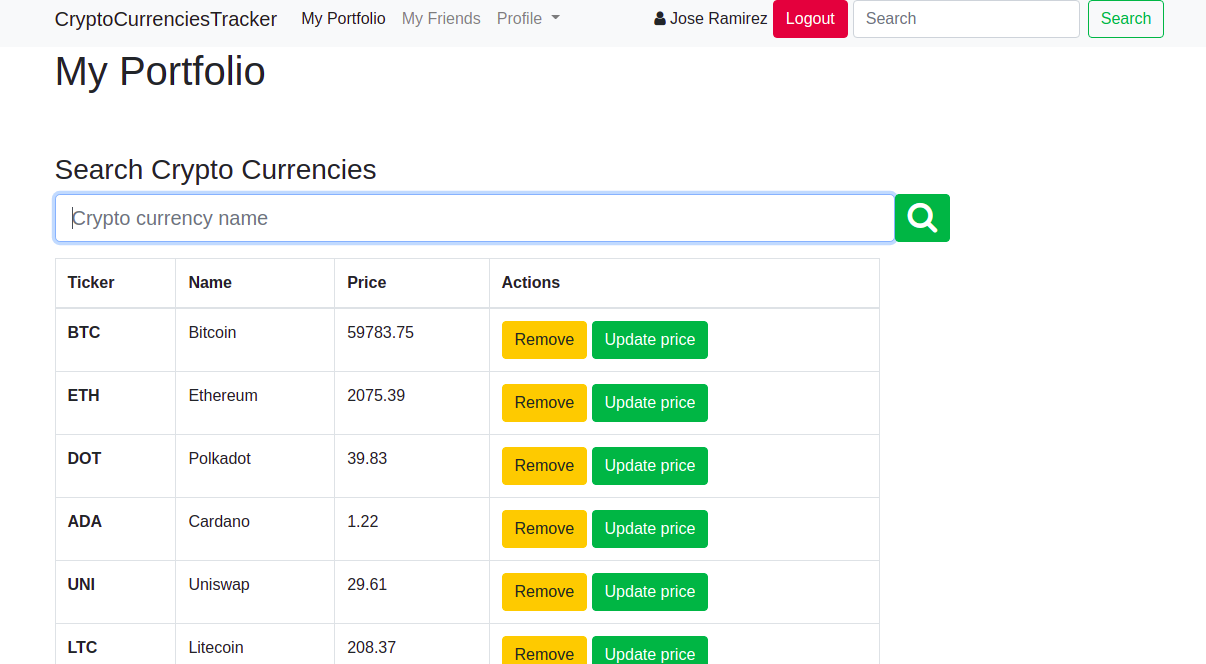 CryptoCurrenciesTracker My Portfolio My Friends Profile Jose Ramirez Logout Search Search
My Portfolio
Search Crypto Currencies
Crypto currency name
Ticker Name Price Actions
BTC Bitcoin 59783.75 Remove Update price
ETH Ethereum 2075.39 Remove Update price
DOT Polkadot 39.83 Remove Update price
ADA Cardano 1.22 Remove Update price
UNI Uniswap 29.61 Remove Update price
LTC Litecoin 208.37 Remove Update price